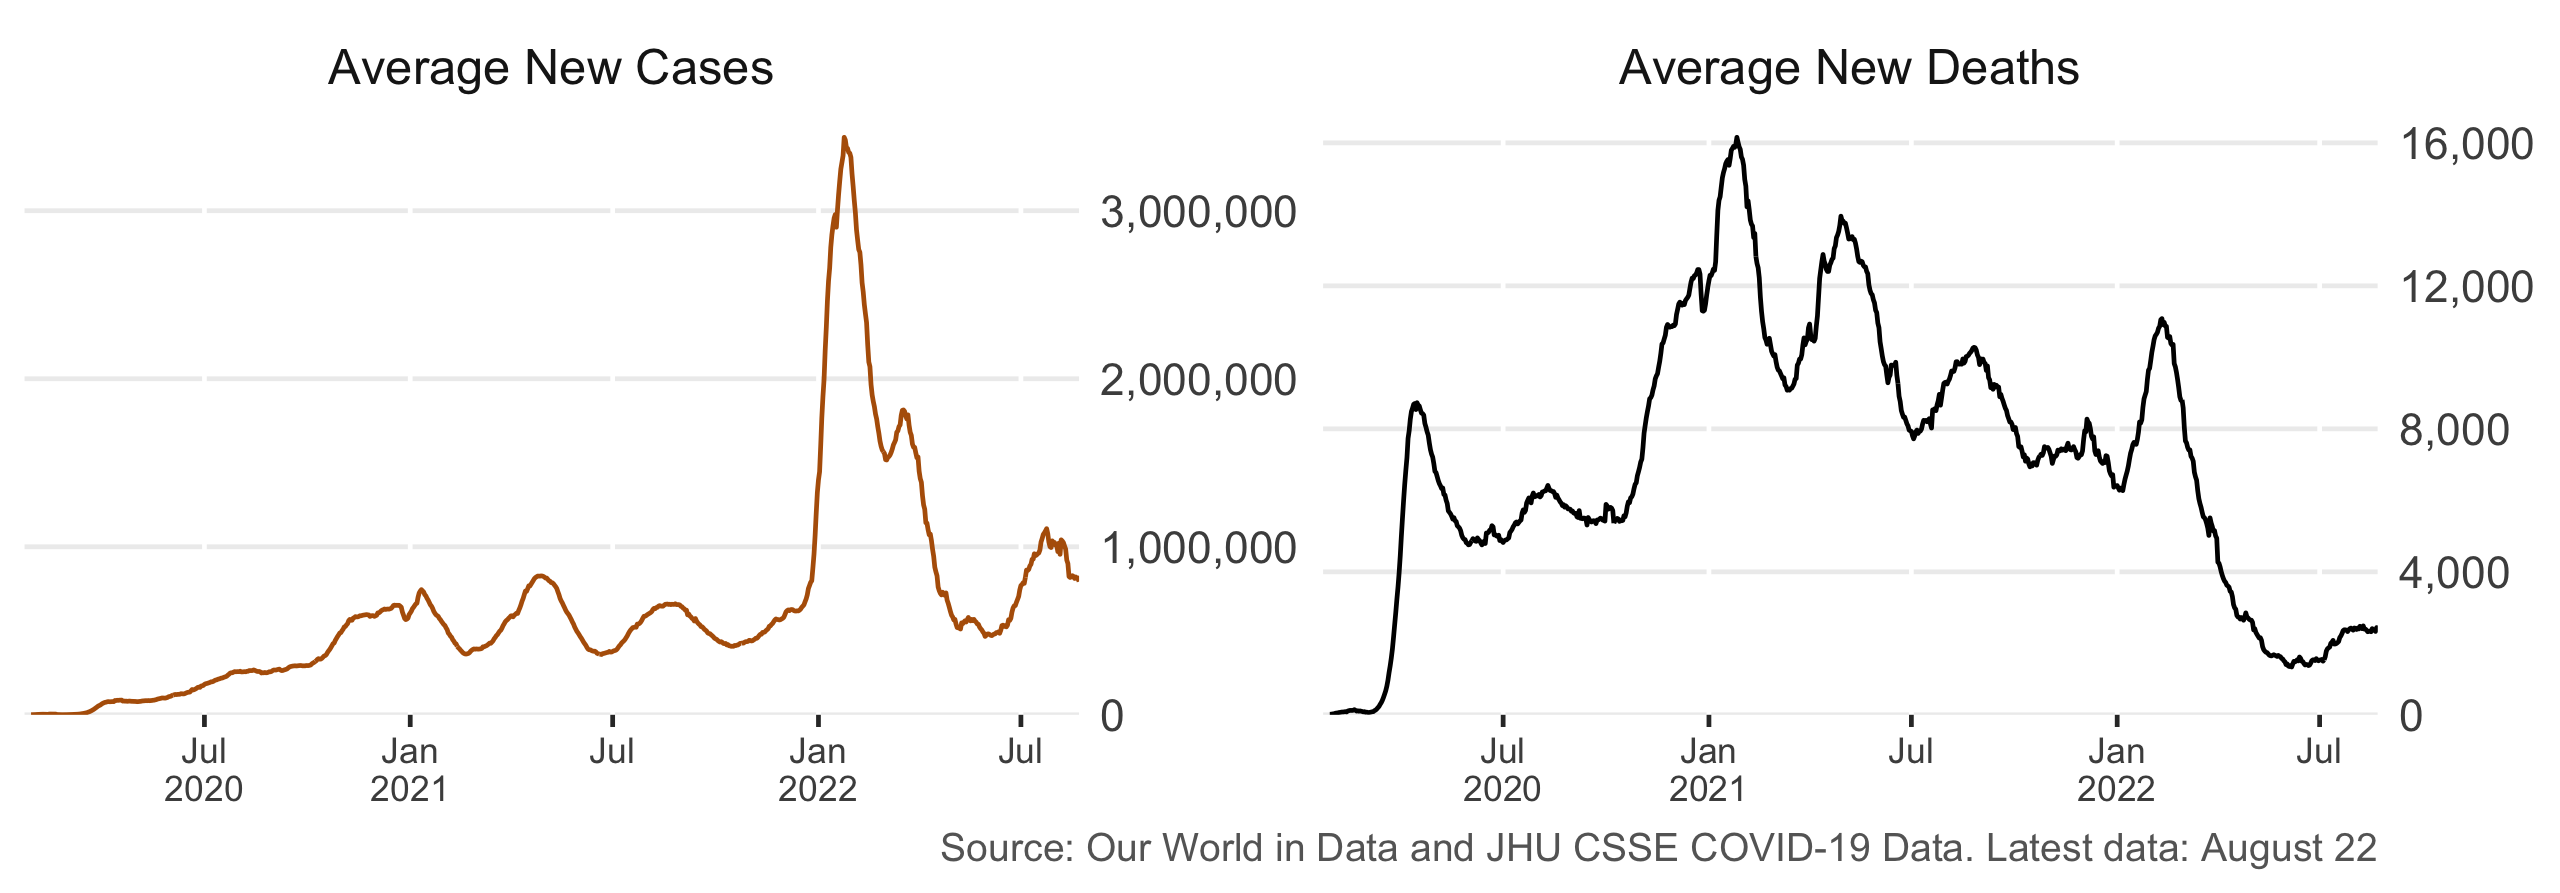 Average New Cases
3,000,000
2,000,000
1,000,000
0
Jul
2020
Jan
2021
Jul
Jan
2022
Jul
Average New Deaths
16,000
12,000
8,000
4,000
0
Jul
2020
Jan
2021
Jul
Jan
2022
Jul
Source: Our World in Data and JHU CSSE COVID-19 Data. Latest data: August 22